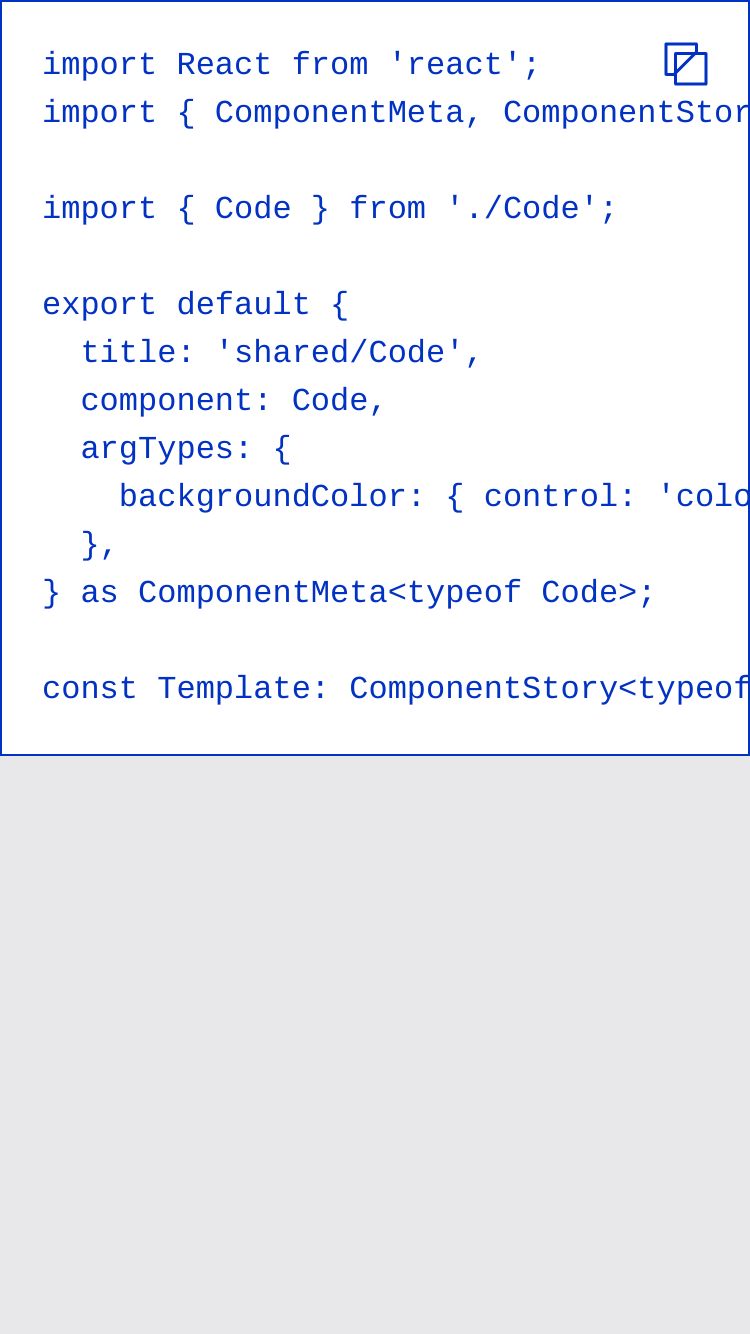 import React from 'react';
import { ComponentMeta, ComponentStor
import { Code } from './Code';
export default {
  title: 'shared/Code',
  component: Code,
  argTypes: {
    backgroundColor: { control: 'colo
  },
} as ComponentMeta<typeof Code>;
const Template: ComponentStory<typeof